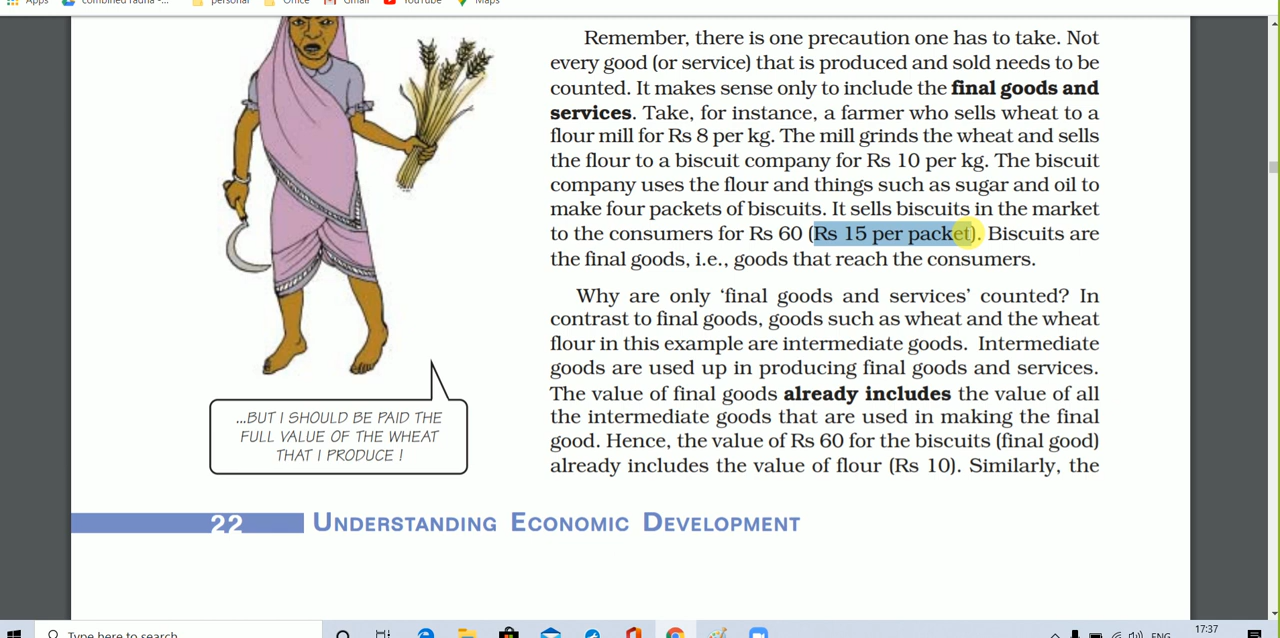 Apps combined radha -... personal Office Gmail YouTube Maps
Remember, there is one precaution one has to take. Not
every good (or service) that is produced and sold needs to be
counted. It makes sense only to include the final goods and
services. Take, for instance, a farmer who sells wheat to a
flour mill for Rs 8 per kg. The mill grinds the wheat and sells
the flour to a biscuit company for Rs 10 per kg. The biscuit
company uses the flour and things such as sugar and oil to
make four packets of biscuits. It sells biscuits in the market
to the consumers for Rs 60 (Rs 15 per packet). Biscuits are
the final goods, i.e., goods that reach the consumers.
Why are only ‘final goods and services’ counted? In
contrast to final goods, goods such as wheat and the wheat
flour in this example are intermediate goods. Intermediate
goods are used up in producing final goods and services.
The value of final goods already includes the value of all
the intermediate goods that are used in making the final
good. Hence, the value of Rs 60 for the biscuits (final good)
already includes the value of flour (Rs 10). Similarly, the
...BUT I SHOULD BE PAID THE
FULL VALUE OF THE WHEAT
THAT I PRODUCE !
22 UNDERSTANDING ECONOMIC DEVELOPMENT
Type here to search
ENG
17:37